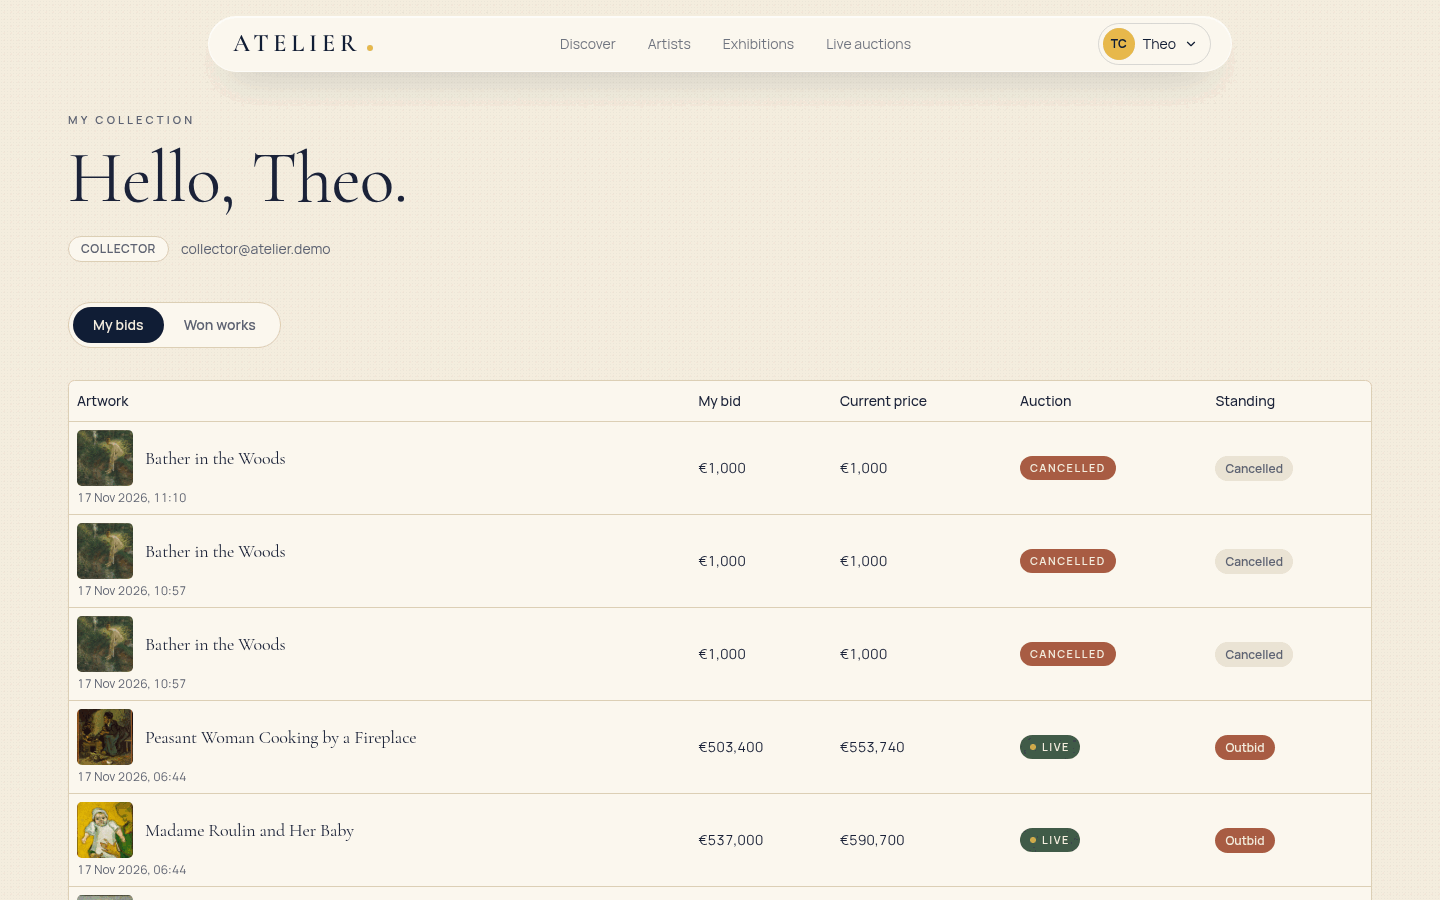 ATELIER
Discover Artists Exhibitions Live auctions
TC Theo
MY COLLECTION
Hello, Theo.
COLLECTOR collector@atelier.demo
My bids Won works
Artwork My bid Current price Auction Standing
Bather in the Woods €1,000 €1,000 CANCELLED Cancelled
17 Nov 2026, 11:10
Bather in the Woods €1,000 €1,000 CANCELLED Cancelled
17 Nov 2026, 10:57
Bather in the Woods €1,000 €1,000 CANCELLED Cancelled
17 Nov 2026, 10:57
Peasant Woman Cooking by a Fireplace €503,400 €553,740 LIVE Outbid
17 Nov 2026, 06:44
Madame Roulin and Her Baby €537,000 €590,700 LIVE Outbid
17 Nov 2026, 06:44